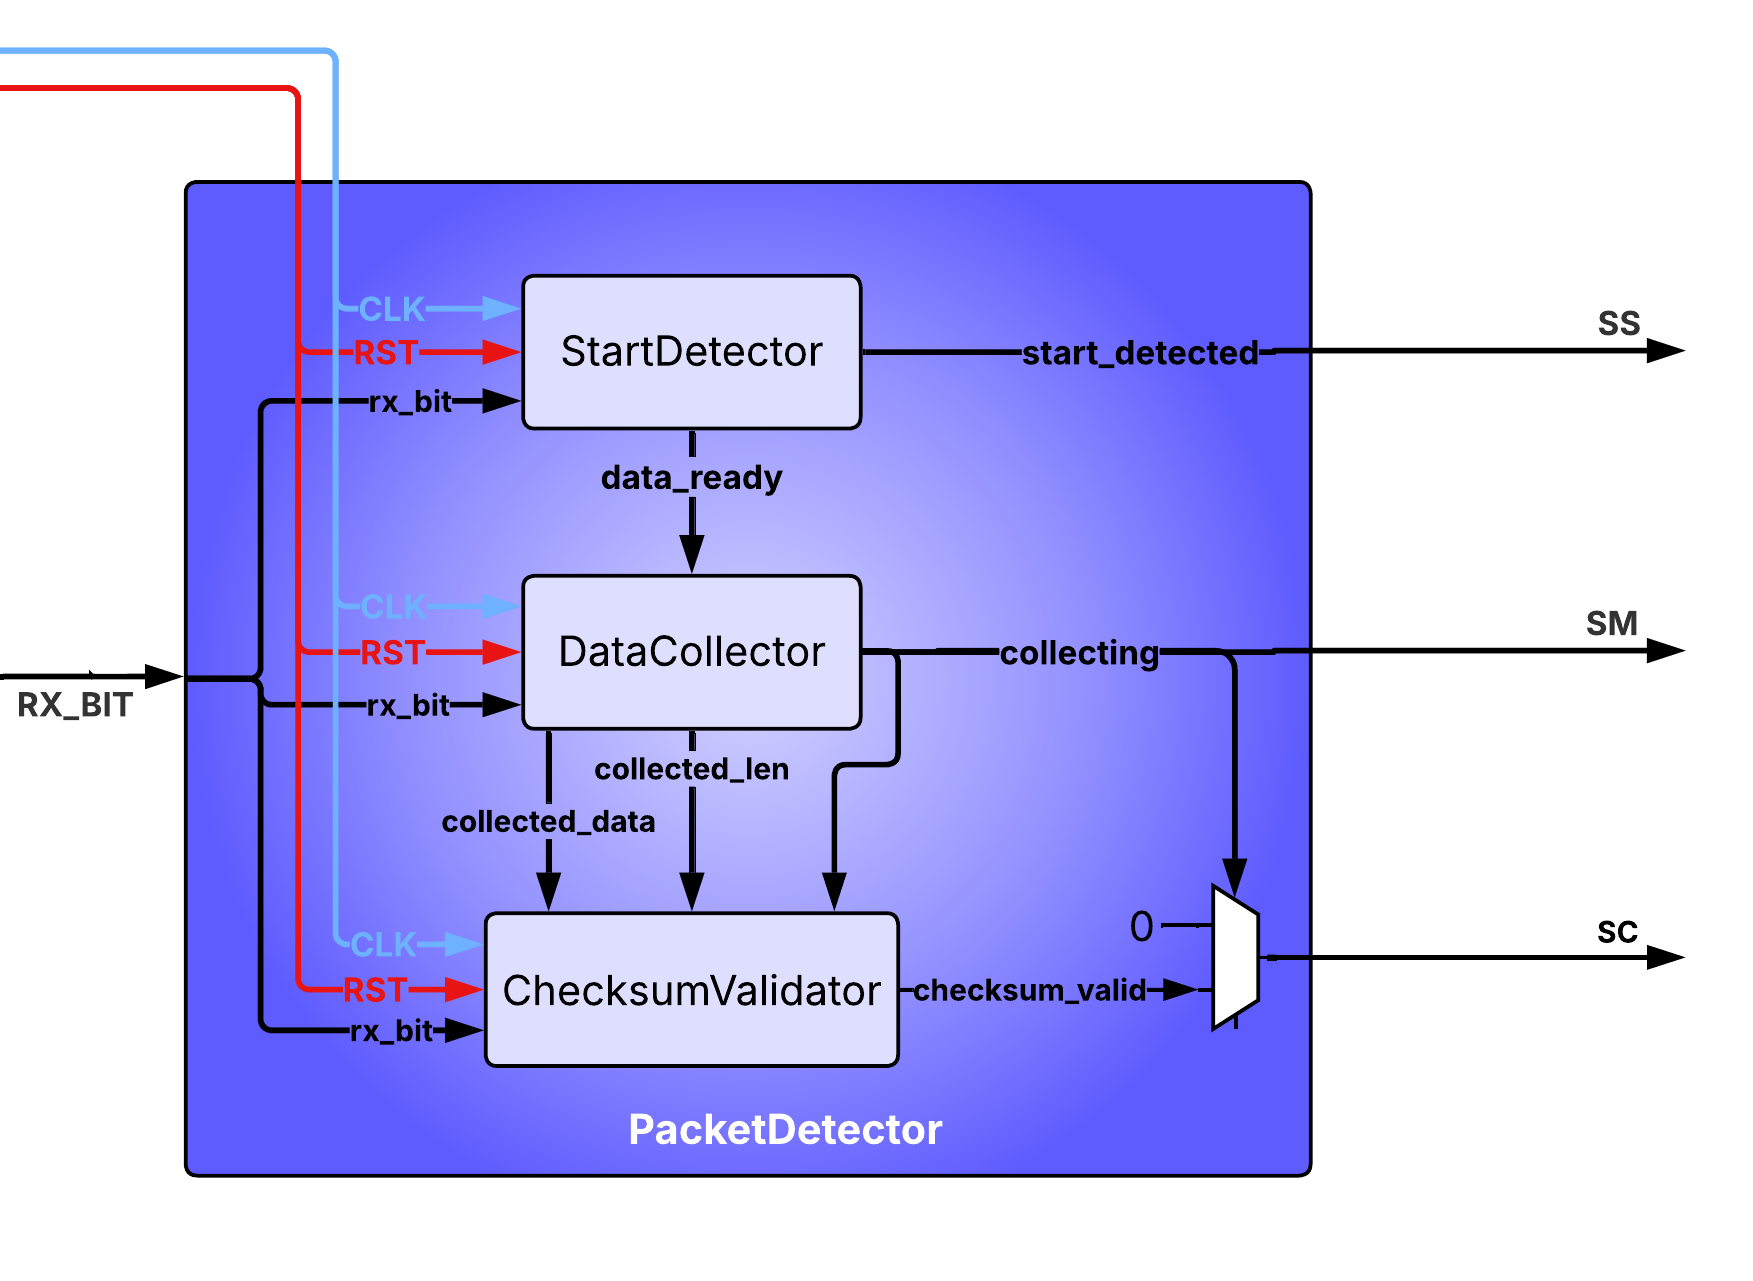 CLK
StartDetector
RST
start_detected
SS
rx_bit
data_ready
CLK
DataCollector
RST
collecting
SM
rx_bit
RX_BIT
collected_len
collected_data
0
SC
CLK
ChecksumValidator
RST
checksum_valid
rx_bit
PacketDetector